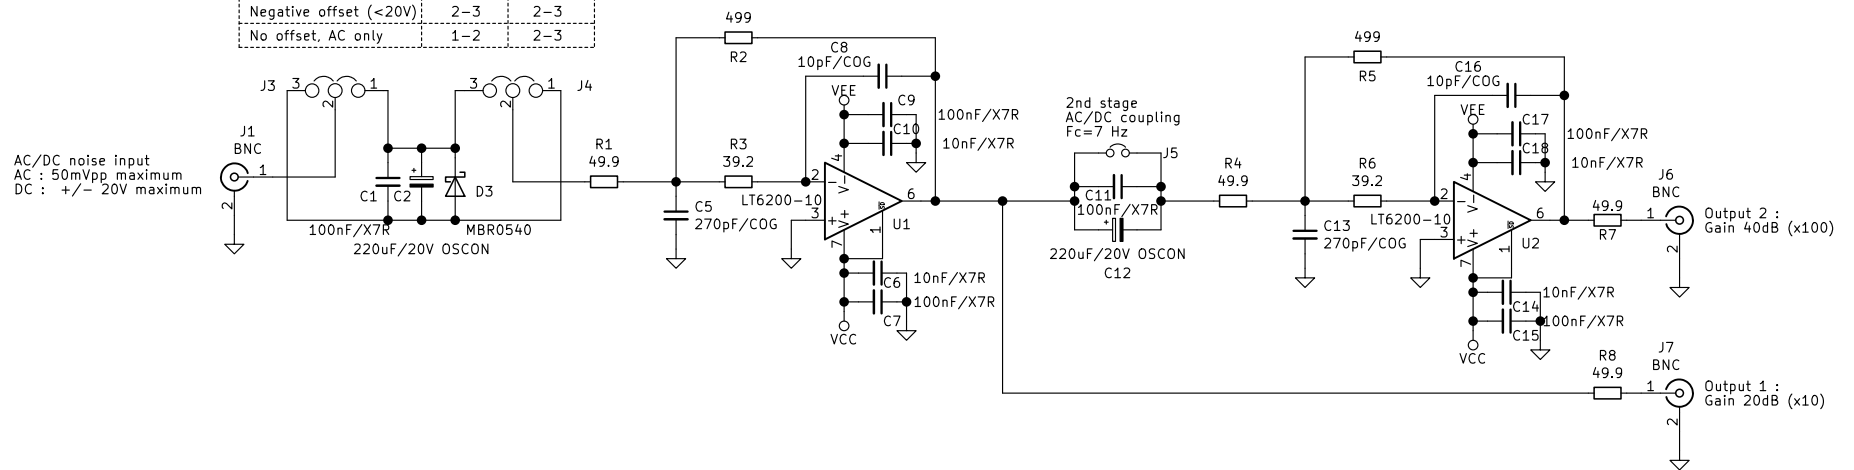 Negative offset (<20V) 2-3 2-3
No offset, AC only 1-2 2-3
J3
3 2 1
3 2 1
J4
J1
BNC
1
2
AC/DC noise input
AC : 50mVpp maximum
DC : +/- 20V maximum
C1
C2
+
D3
100nF/X7R
MBR0540
220uF/20V OSCON
R1
49.9
499
R2
R3
39.2
C5
270pF/COG
C8
10pF/COG
VEE
C9
100nF/X7R
C10
10nF/X7R
4
V-
2
-
LT6200-10
3
+
V+
7
1
6
U1
C6
10nF/X7R
C7
100nF/X7R
VCC
2nd stage
AC/DC coupling
Fc=7 Hz
J5
C11
100nF/X7R
+
220uF/20V OSCON
C12
R4
49.9
499
R5
R6
39.2
C13
270pF/COG
C16
10pF/COG
VEE
C17
100nF/X7R
C18
10nF/X7R
4
V-
2
-
LT6200-10
3
+
V+
7
1
6
U2
10nF/X7R
C14
100nF/X7R
C15
VCC
49.9
R7
J6
BNC
1
2
Output 2 :
Gain 40dB (x100)
R8
49.9
J7
BNC
1
2
Output 1 :
Gain 20dB (x10)